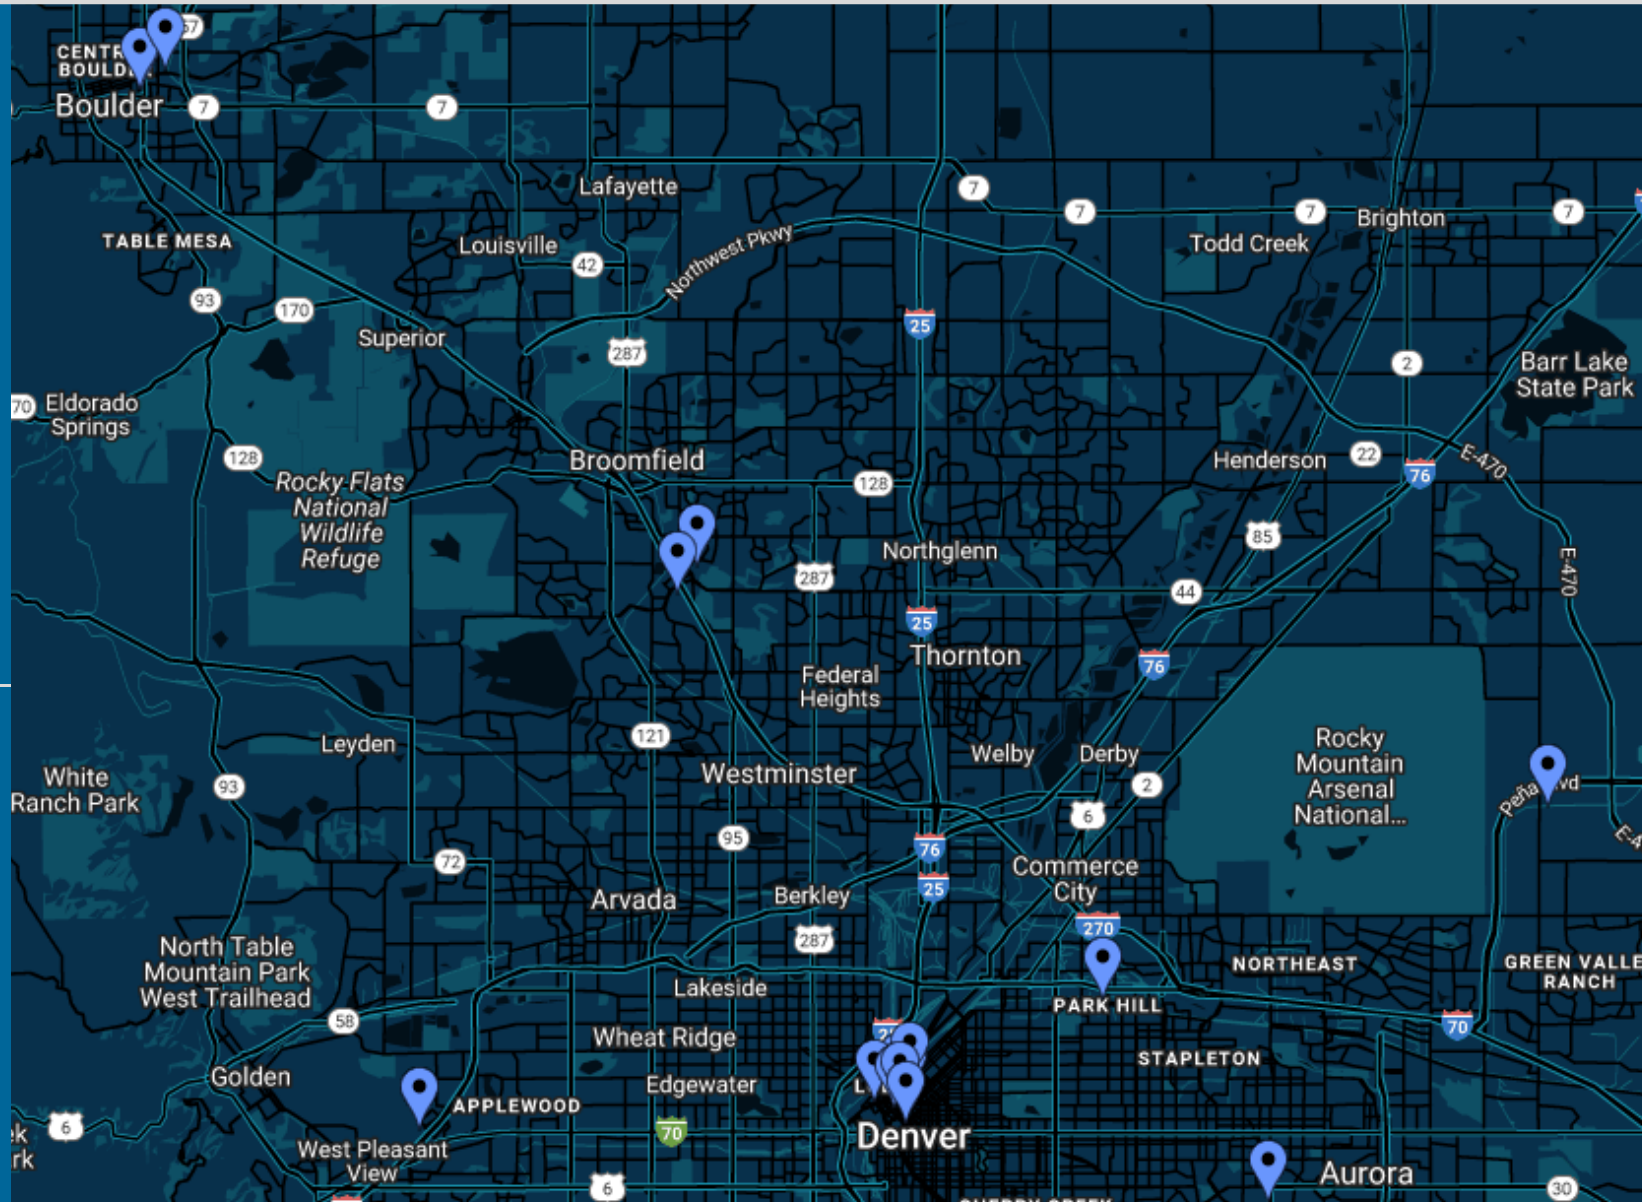 CENTR
BOULD
Boulder
7
7
Lafayette
7
7
7
Brighton
7
TABLE MESA
Louisville
42
Northwest Pkwy
Todd Creek
93
170
Superior
25
287
2
Barr Lake
State Park
70
Eldorado
Springs
128
Broomfield
Henderson
22
76
E-470
Rocky Flats
National
Wildlife
Refuge
128
85
Northglenn
E-470
287
44
25
Thornton
76
Federal
Heights
121
Leyden
Welby
Derby
Rocky
Mountain
Arsenal
National...
White
Ranch Park
93
Westminster
2
6
95
76
72
Commerce
City
25
Arvada
Berkley
287
270
North Table
Mountain Park
West Trailhead
NORTHEAST
GREEN VALLE
RANCH
Lakeside
PARK HILL
58
70
Wheat Ridge
STAPLETON
Golden
Edgewater
APPLEWOOD
6
70
Denver
West Pleasant
View
Aurora
6
30